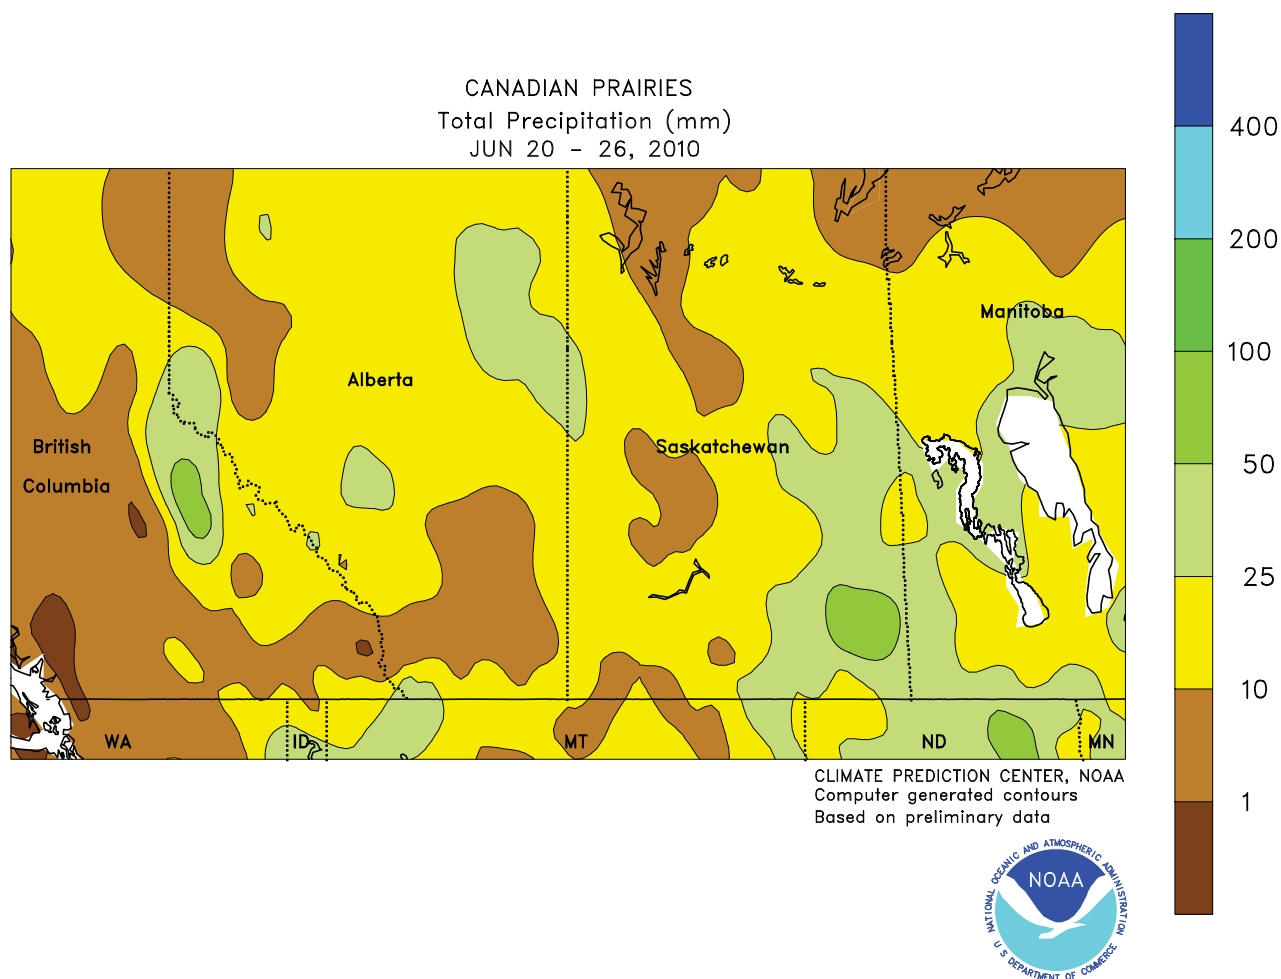 CANADIAN PRAIRIES
Total Precipitation (mm)
JUN 20 - 26, 2010
400
200
100
50
25
10
1
Manitoba
Alberta
British
Columbia
Saskatchewan
WA
ID
MT
ND
MN
CLIMATE PREDICTION CENTER, NOAA
Computer generated contours
Based on preliminary data
NATIONAL OCEANIC AND ATMOSPHERIC ADMINISTRATION
NOAA
U S DEPARTMENT OF COMMERCE